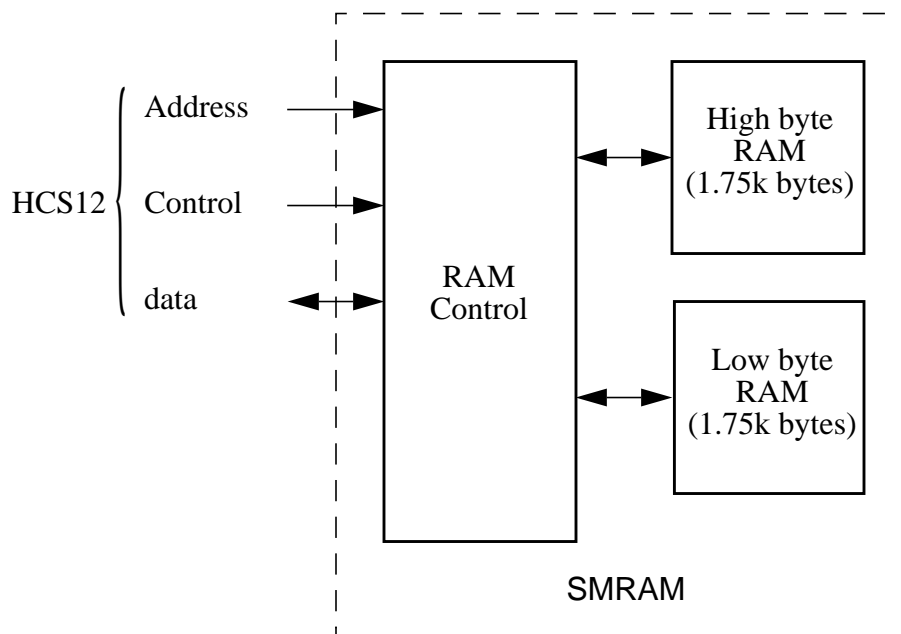 HCS12
Address
Control
data
RAM
Control
High byte
RAM
(1.75k bytes)
Low byte
RAM
(1.75k bytes)
SMRAM